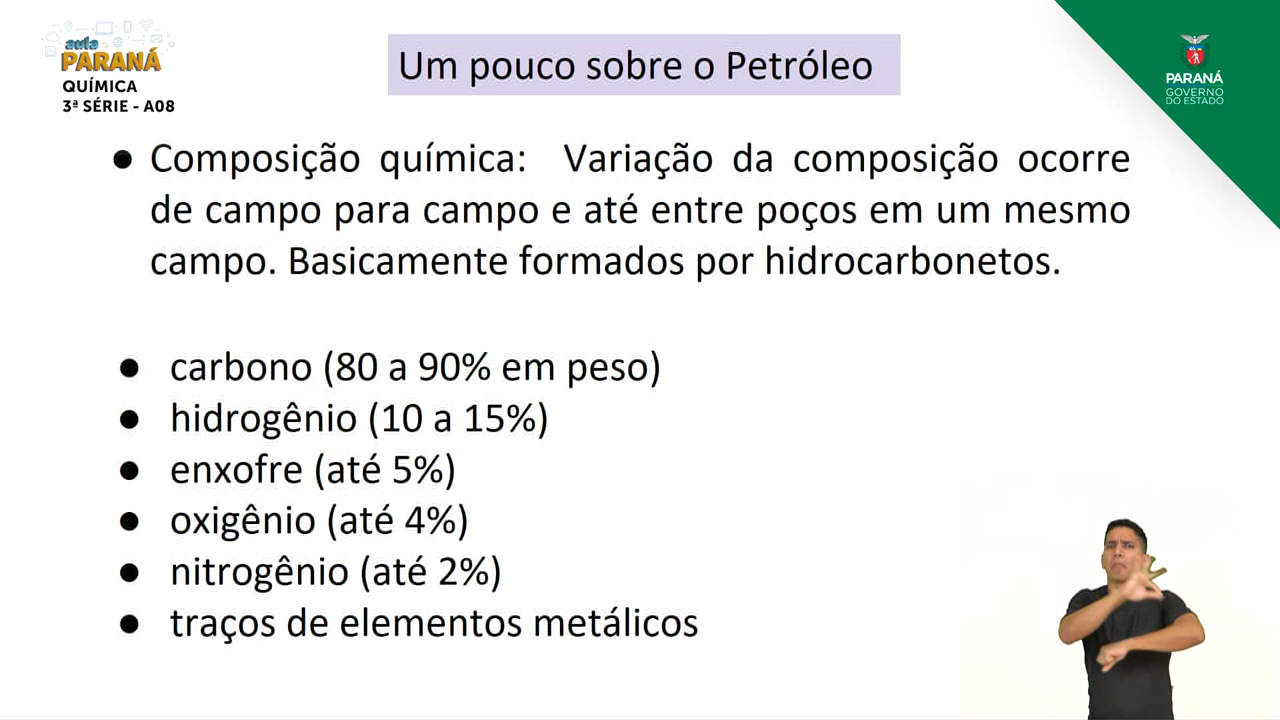 aula
PARANÁ
QUÍMICA
3ª SÉRIE - A08
Um pouco sobre o Petróleo
PARANÁ
GOVERNO
DO ESTADO
● Composição química: Variação da composição ocorre
de campo para campo e até entre poços em um mesmo
campo. Basicamente formados por hidrocarbonetos.
● carbono (80 a 90% em peso)
● hidrogênio (10 a 15%)
● enxofre (até 5%)
● oxigênio (até 4%)
● nitrogênio (até 2%)
● traços de elementos metálicos